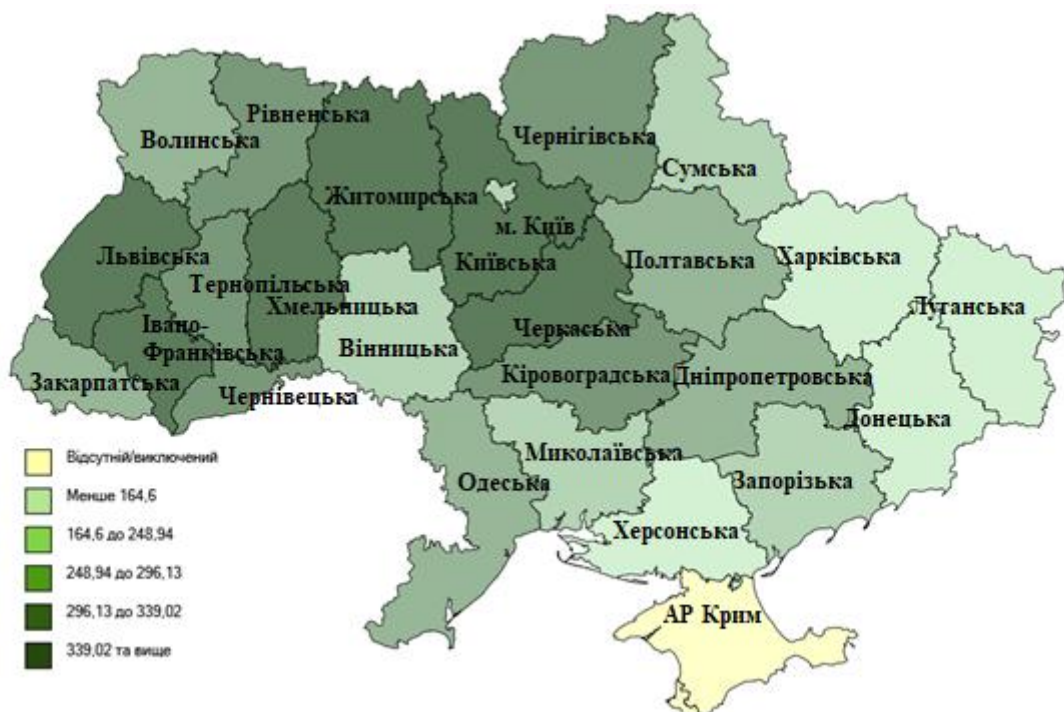 Рівненська
Волинська
Чернігівська
Сумська
Житомирська
м. Київ
Львівська
Київська
Полтавська
Харківська
Тернопільська
Хмельницька
Луганська
Івано-
Франківська
Вінницька
Черкаська
Закарпатська
Чернівецька
Кіровоградська
Дніпропетровська
Донецька
Миколаївська
Одеська
Запорізька
Херсонська
АР Крим
Відсутній/виключений
Менше 164,6
164,6 до 248,94
248,94 до 296,13
296,13 до 339,02
339,02 та вище